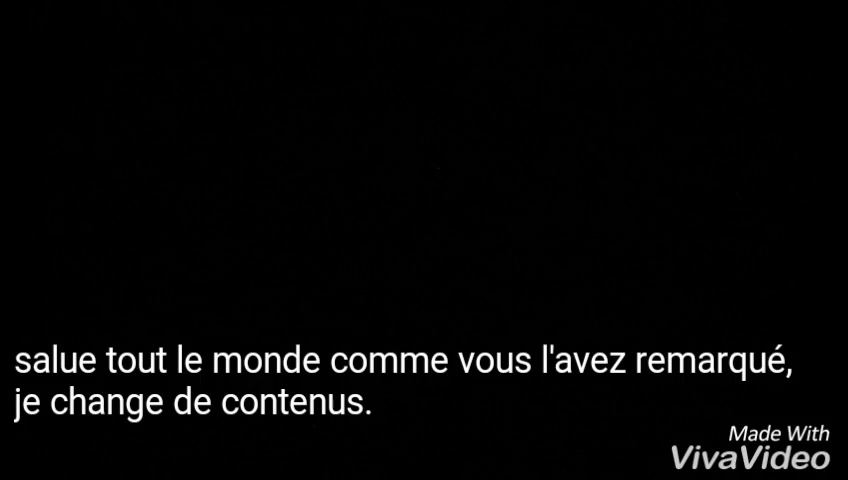 salue tout le monde comme vous l'avez remarqué,
je change de contenus.
Made With
VivaVideo